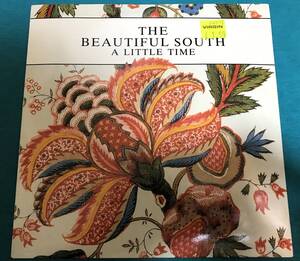 THE
BEAUTIFUL SOUTH
A LITTLE TIME
VIRGIN